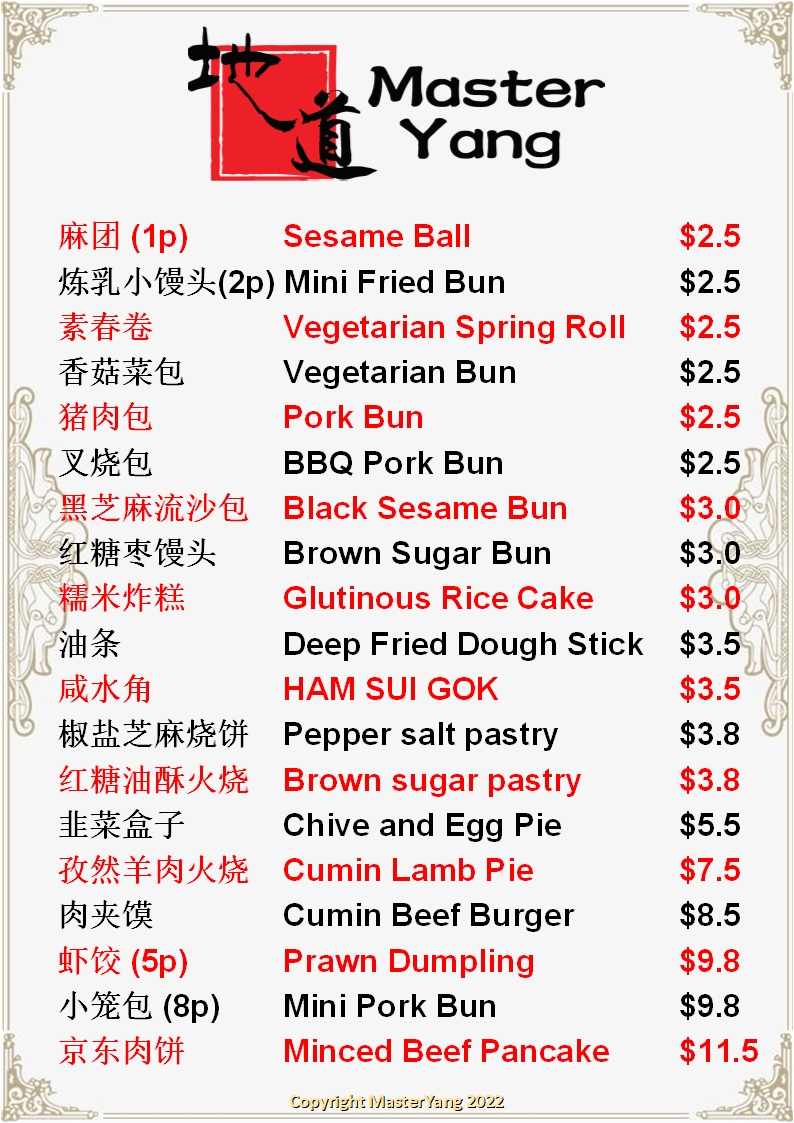 地道 Master
Yang
麻团 (1p) Sesame Ball $2.5
炼乳小馒头(2p) Mini Fried Bun $2.5
素春卷 Vegetarian Spring Roll $2.5
香菇菜包 Vegetarian Bun $2.5
猪肉包 Pork Bun $2.5
叉烧包 BBQ Pork Bun $2.5
黑芝麻流沙包 Black Sesame Bun $3.0
红糖枣馒头 Brown Sugar Bun $3.0
糯米炸糕 Glutinous Rice Cake $3.0
油条 Deep Fried Dough Stick $3.5
咸水角 HAM SUI GOK $3.5
椒盐芝麻烧饼 Pepper salt pastry $3.8
红糖油酥火烧 Brown sugar pastry $3.8
韭菜盒子 Chive and Egg Pie $5.5
孜然羊肉火烧 Cumin Lamb Pie $7.5
肉夹馍 Cumin Beef Burger $8.5
虾饺 (5p) Prawn Dumpling $9.8
小笼包 (8p) Mini Pork Bun $9.8
京东肉饼 Minced Beef Pancake $11.5
Copyright MasterYang 2022